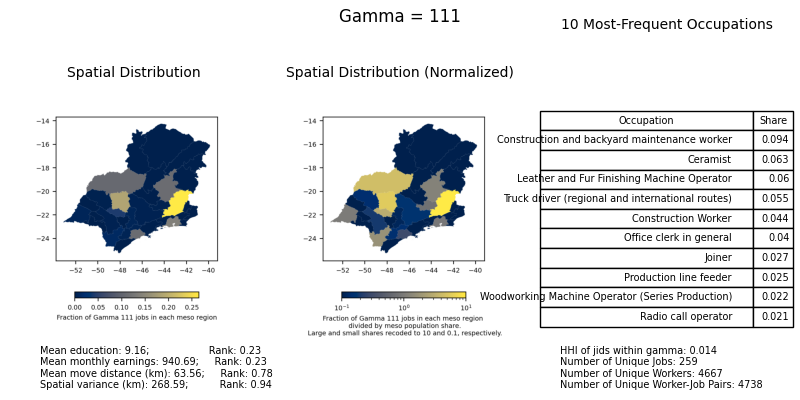 Gamma = 111
10 Most-Frequent Occupations
Spatial Distribution
Spatial Distribution (Normalized)
−14
−16
−18
−20
−22
−24
−52 −50 −48 −46 −44 −42 −40
0.00 0.05 0.10 0.15 0.20 0.25
Fraction of Gamma 111 jobs in each meso region
−14
−16
−18
−20
−22
−24
−52 −50 −48 −46 −44 −42 −40
10⁻¹ 10⁰ 10¹
Fraction of Gamma 111 jobs in each meso region
divided by meso population share.
Large and small shares recoded to 10 and 0.1, respectively.
Occupation Share
Construction and backyard maintenance worker 0.094
Ceramist 0.063
Leather and Fur Finishing Machine Operator 0.06
Truck driver (regional and international routes) 0.055
Construction Worker 0.044
Office clerk in general 0.04
Joiner 0.027
Production line feeder 0.025
Woodworking Machine Operator (Series Production) 0.022
Radio call operator 0.021
Mean education: 9.16; Rank: 0.23
Mean monthly earnings: 940.69; Rank: 0.23
Mean move distance (km): 63.56; Rank: 0.78
Spatial variance (km): 268.59; Rank: 0.94
HHI of jids within gamma: 0.014
Number of Unique Jobs: 259
Number of Unique Workers: 4667
Number of Unique Worker-Job Pairs: 4738